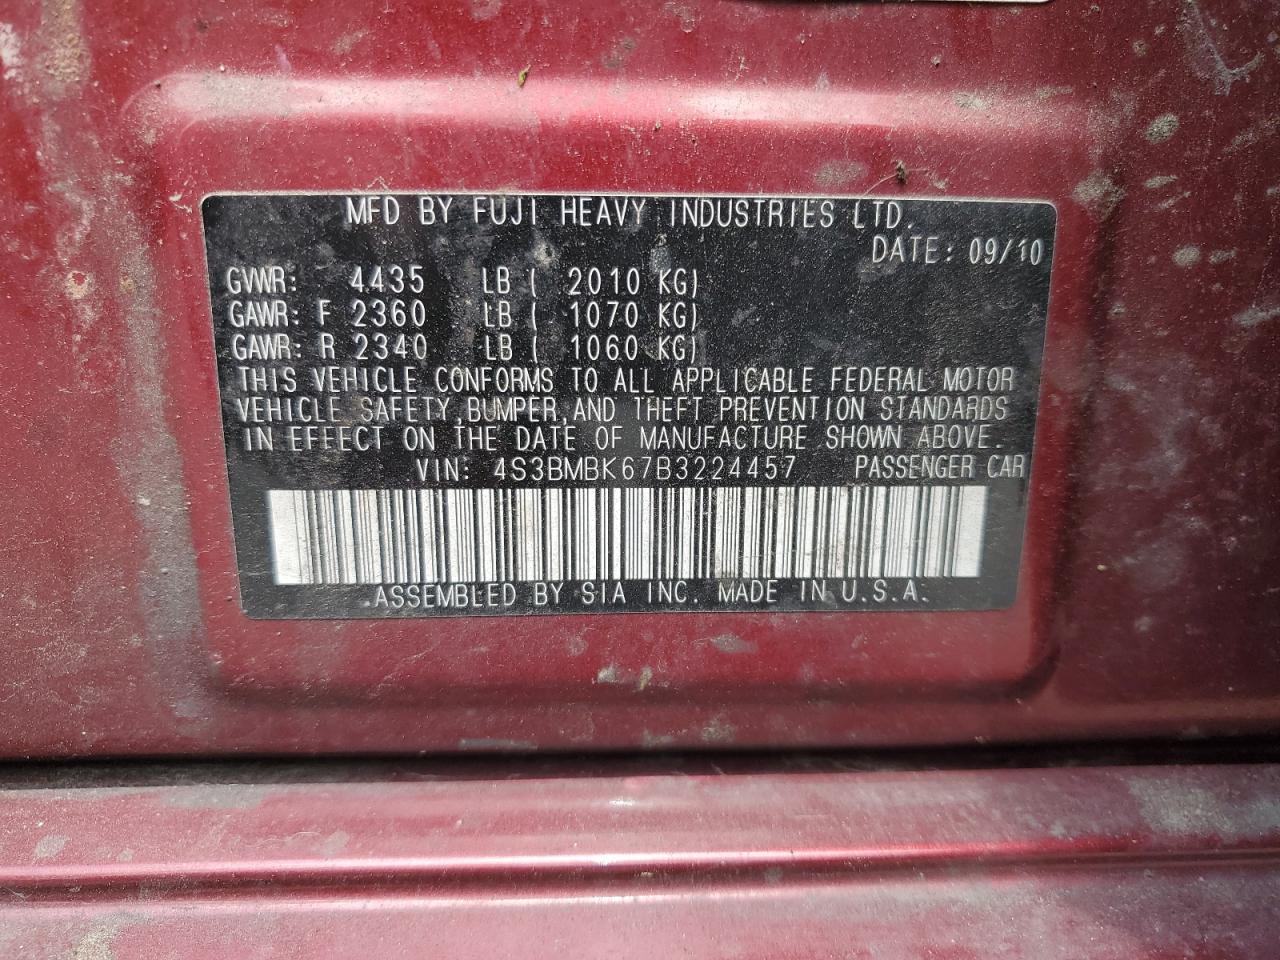 MFD BY FUJI HEAVY INDUSTRIES LTD.
DATE: 09/10
GVWR: 4435 LB ( 2010 KG)
GAWR: F 2360 LB ( 1070 KG)
GAWR: R 2340 LB ( 1060 KG)
THIS VEHICLE CONFORMS TO ALL APPLICABLE FEDERAL MOTOR
VEHICLE SAFETY,BUMPER,AND THEFT PREVENTION STANDARDS
IN EFFECT ON THE DATE OF MANUFACTURE SHOWN ABOVE.
VIN: 4S3BMBK67B3224457 PASSENGER CAR
ASSEMBLED BY SIA INC. MADE IN U.S.A.